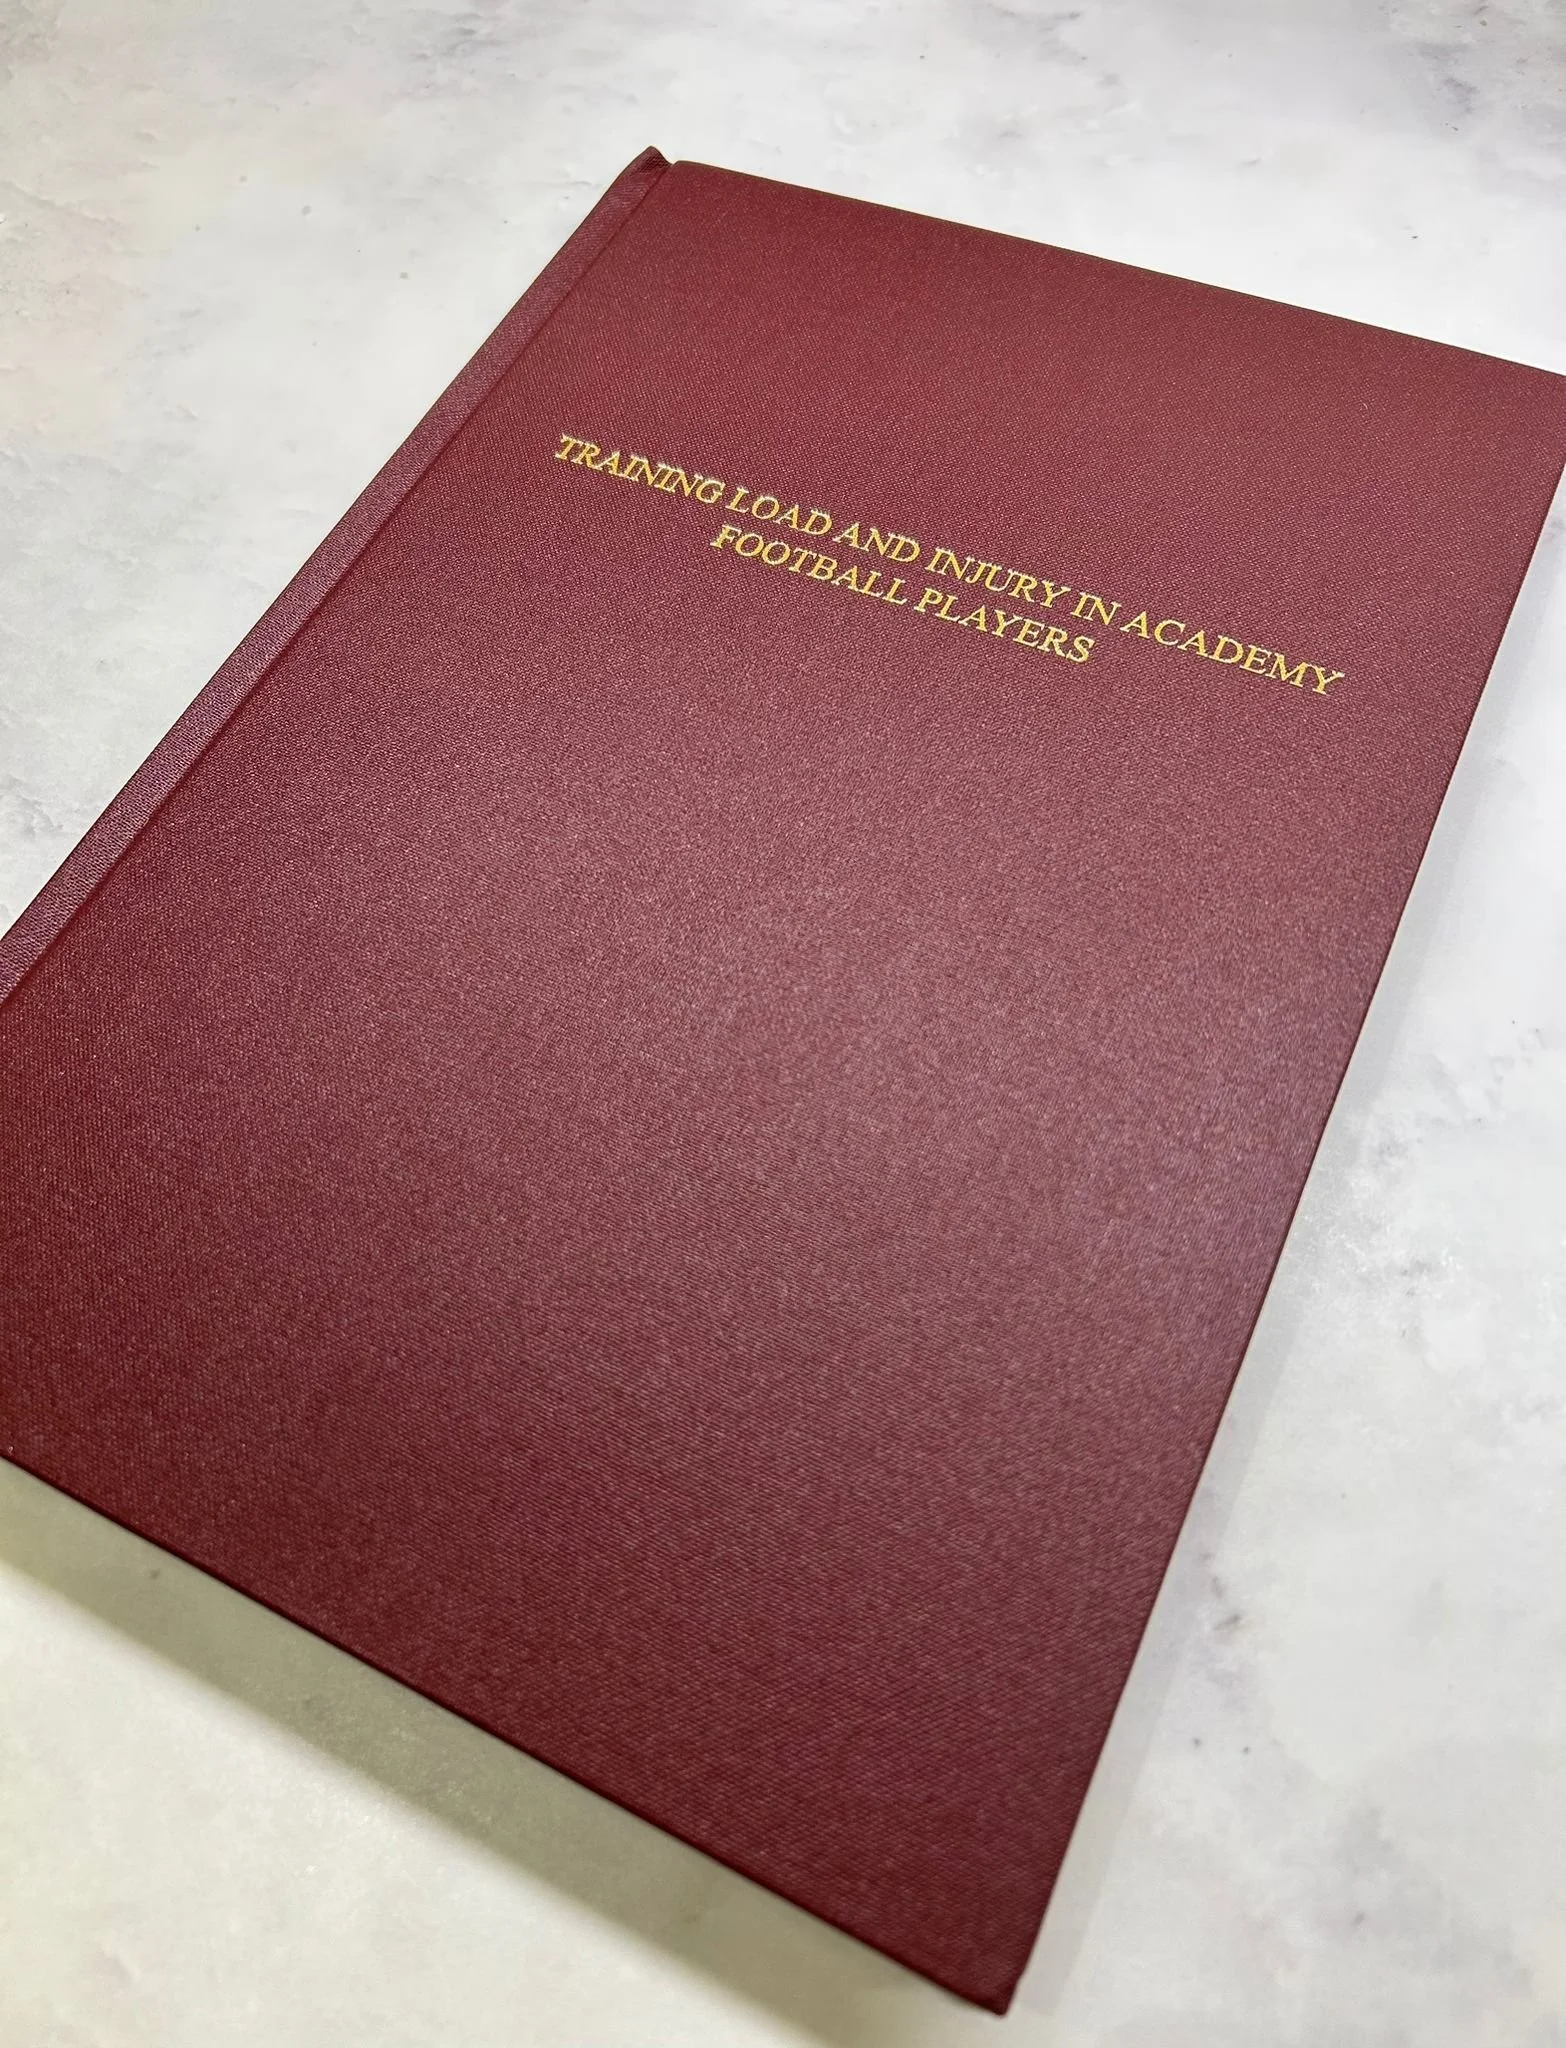 TRAINING LOAD AND INJURY IN ACADEMY
FOOTBALL PLAYERS